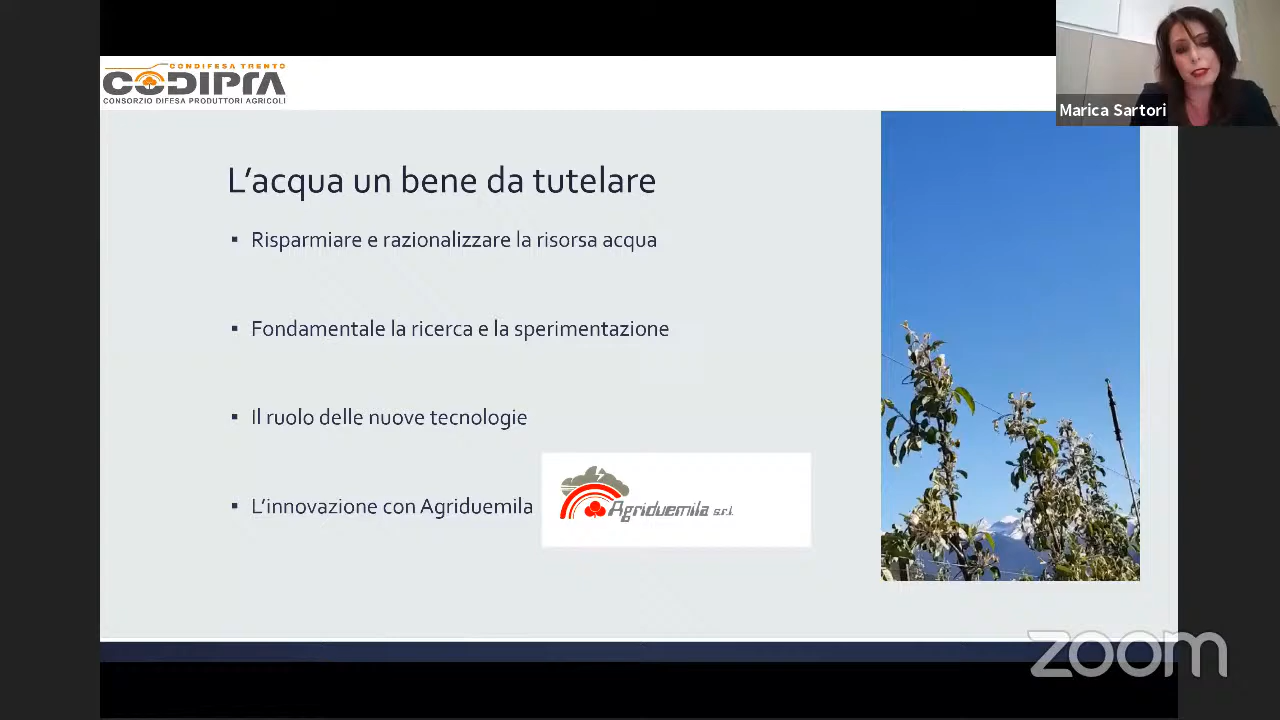 CONDIFESA TRENTO
CODIPRA
CONSORZIO DIFESA PRODUTTORI AGRICOLI
Marica Sartori
L'acqua un bene da tutelare
▪ Risparmiare e razionalizzare la risorsa acqua
▪ Fondamentale la ricerca e la sperimentazione
▪ Il ruolo delle nuove tecnologie
▪ L'innovazione con Agriduemila
Agriduemila s.r.l.
zoom